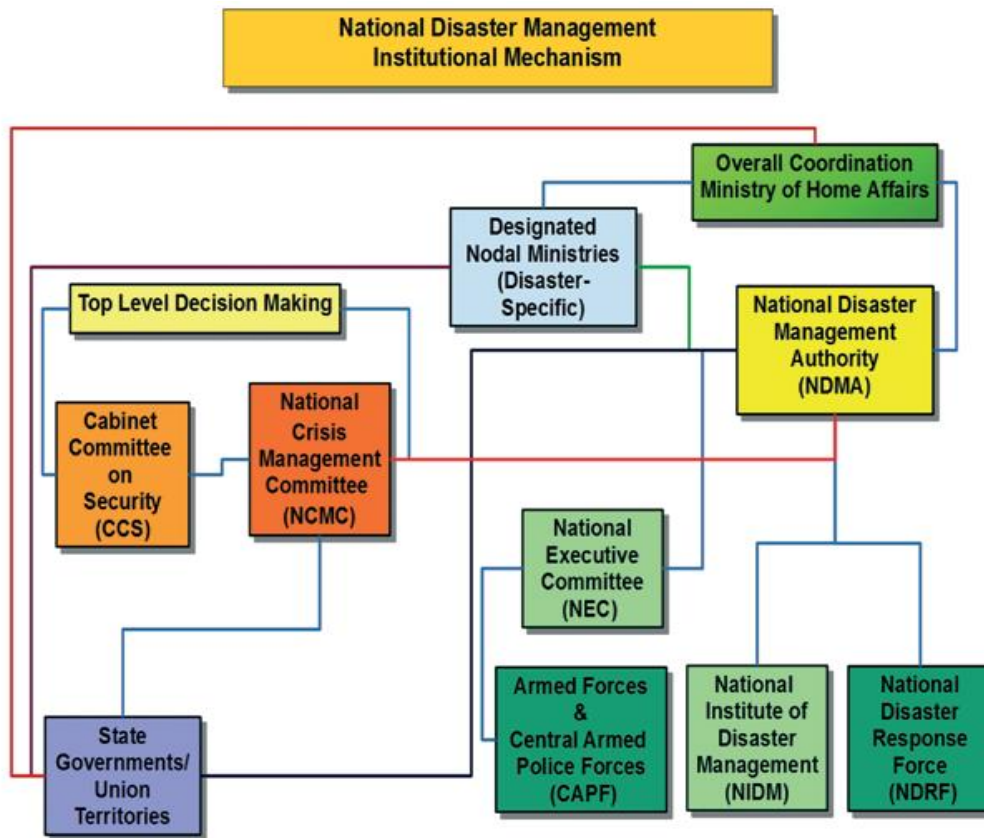 National Disaster Management
Institutional Mechanism
Overall Coordination
Ministry of Home Affairs
Designated
Nodal Ministries
(Disaster-
Specific)
Top Level Decision Making
National Disaster
Management
Authority
(NDMA)
Cabinet
Committee
on
Security
(CCS)
National
Crisis
Management
Committee
(NCMC)
National
Executive
Committee
(NEC)
Armed Forces
&
Central Armed
Police Forces
(CAPF)
National
Institute of
Disaster
Management
(NIDM)
National
Disaster
Response
Force
(NDRF)
State
Governments/
Union
Territories